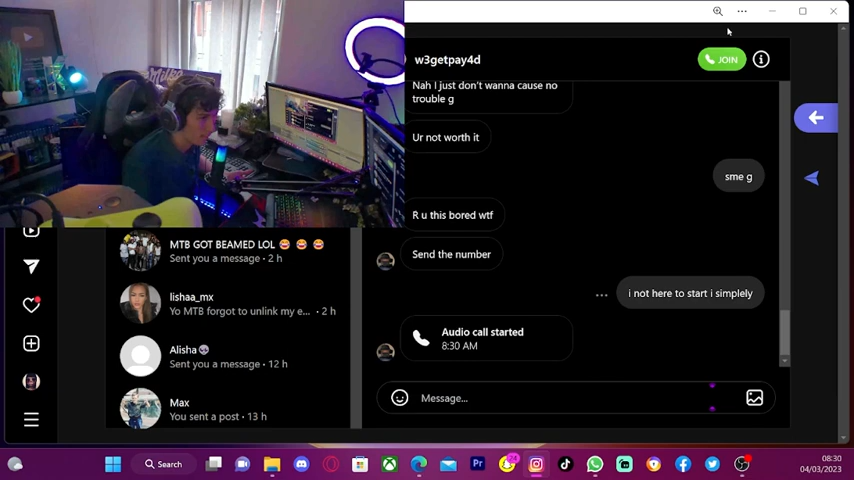 w3getpay4d
JOIN
Nah I just don't wanna cause no
trouble g
Ur not worth it
sme g
R u this bored wtf
Send the number
i not here to start i simplely
Audio call started
8:30 AM
Message...
MTB GOT BEAMED LOL 😂 😂 😂
Sent you a message • 2 h
lishaa_mx
Yo MTB forgot to unlink my e... • 2 h
Alisha👽
Sent you a message • 12 h
Max
You sent a post • 13 h
Search
Pr
24
08:30
04/03/2023